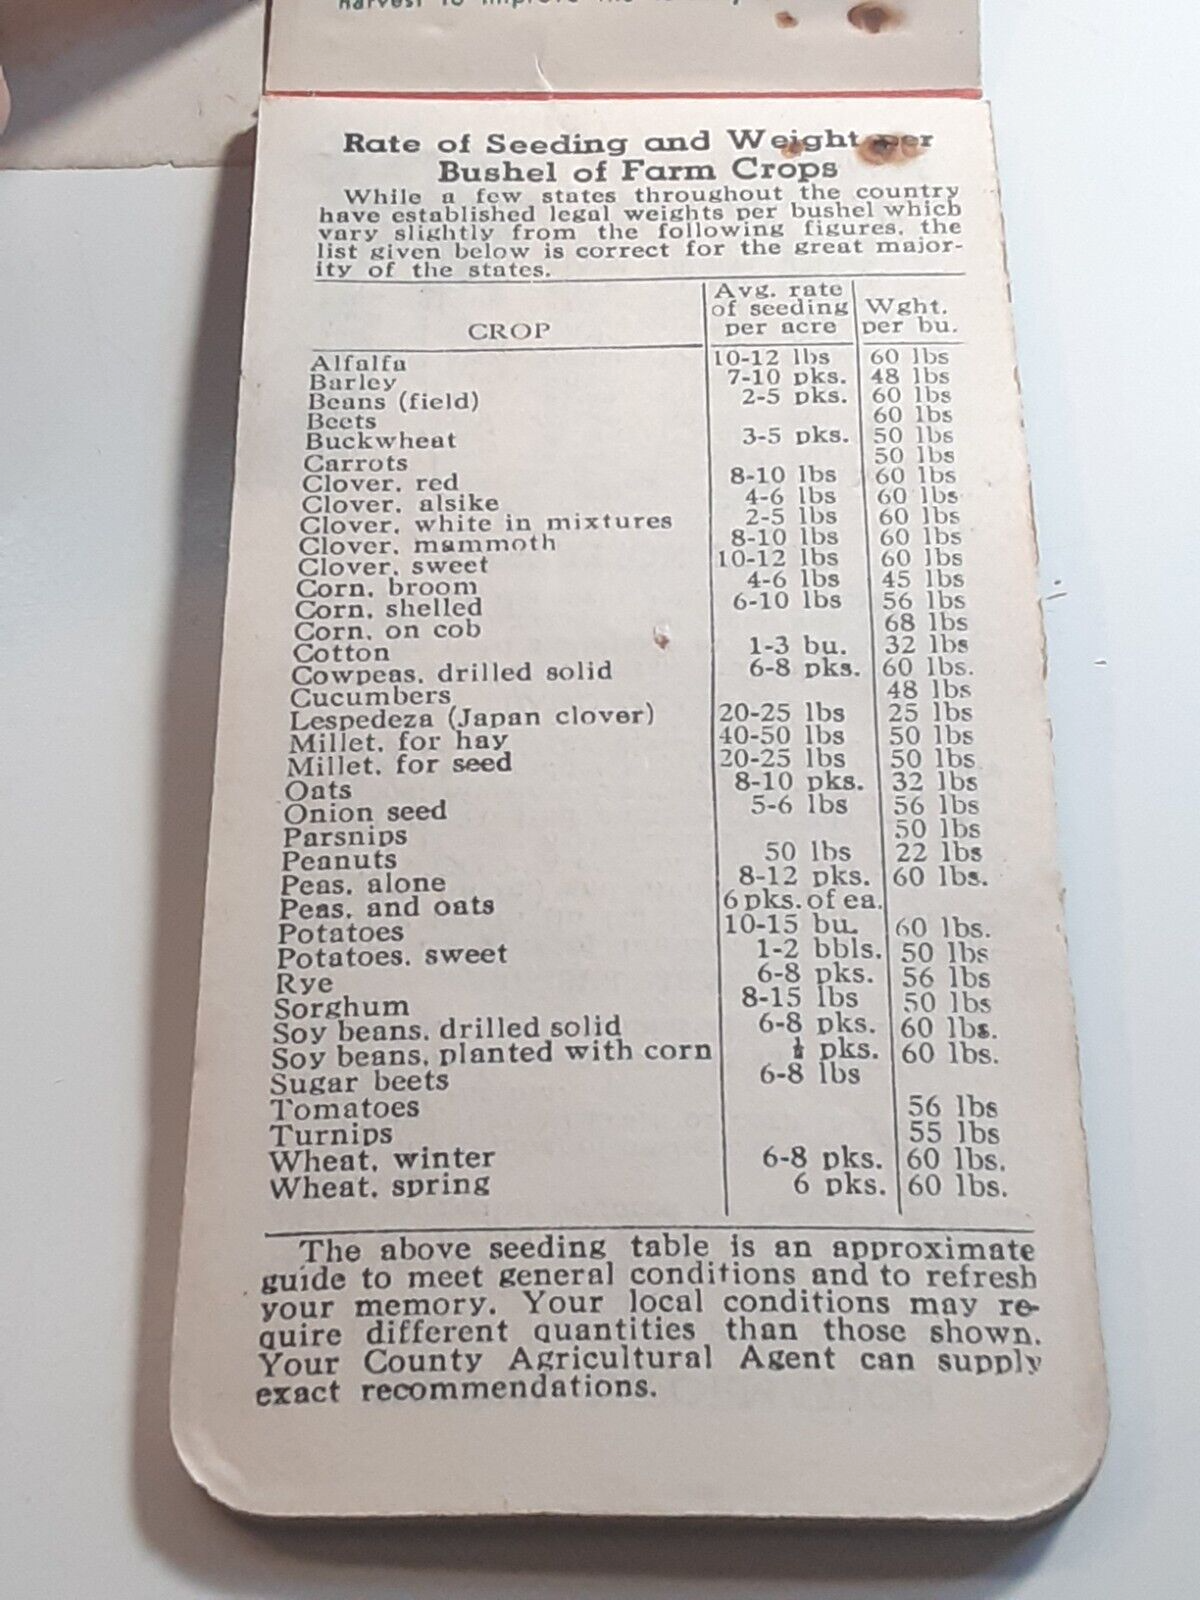 Rate of Seeding and Weight per
Bushel of Farm Crops
While a few states throughout the country
have established legal weights per bushel which
vary slightly from the following figures, the
list given below is correct for the great major-
ity of the states.
CROP Avg. rate of seeding per acre Wght. per bu.
Alfalfa 10-12 lbs 60 lbs
Barley 7-10 pks. 48 lbs
Beans (field) 2-5 pks. 60 lbs
Beets 60 lbs
Buckwheat 3-5 pks. 50 lbs
Carrots 50 lbs
Clover, red 8-10 lbs 60 lbs
Clover, alsike 4-6 lbs 60 lbs
Clover, white in mixtures 2-5 lbs 60 lbs
Clover, mammoth 8-10 lbs 60 lbs
Clover, sweet 10-12 lbs 60 lbs
Corn, broom 4-6 lbs 45 lbs
Corn, shelled 6-10 lbs 56 lbs
Corn, on cob 68 lbs
Cotton 1-3 bu. 32 lbs
Cowpeas, drilled solid 6-8 pks. 60 lbs.
Cucumbers 48 lbs
Lespedeza (Japan clover) 20-25 lbs 25 lbs
Millet, for hay 40-50 lbs 50 lbs
Millet, for seed 20-25 lbs 50 lbs
Oats 8-10 pks. 32 lbs
Onion seed 5-6 lbs 56 lbs
Parsnips 50 lbs
Peanuts 50 lbs 22 lbs
Peas, alone 8-12 pks. 60 lbs.
Peas, and oats 6 pks. of ea.
Potatoes 10-15 bu. 60 lbs.
Potatoes, sweet 1-2 bbls. 50 lbs
Rye 6-8 pks. 56 lbs
Sorghum 8-15 lbs 50 lbs
Soy beans, drilled solid 6-8 pks. 60 lbs.
Soy beans, planted with corn pks. 60 lbs.
Sugar beets 6-8 lbs
Tomatoes 56 lbs
Turnips 55 lbs
Wheat, winter 6-8 pks. 60 lbs.
Wheat, spring 6 pks. 60 lbs.
The above seeding table is an approximate
guide to meet general conditions and to refresh
your memory. Your local conditions may re-
quire different quantities than those shown.
Your County Agricultural Agent can supply
exact recommendations.